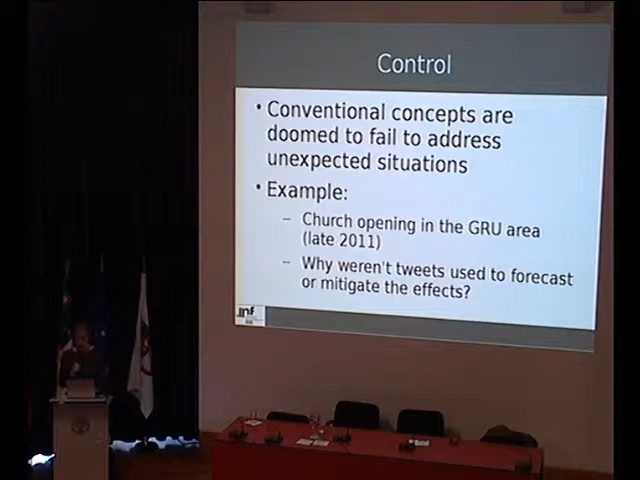 Control
• Conventional concepts are
doomed to fail to address
unexpected situations
• Example:
– Church opening in the GRU area
(late 2011)
– Why weren't tweets used to forecast
or mitigate the effects?
inf